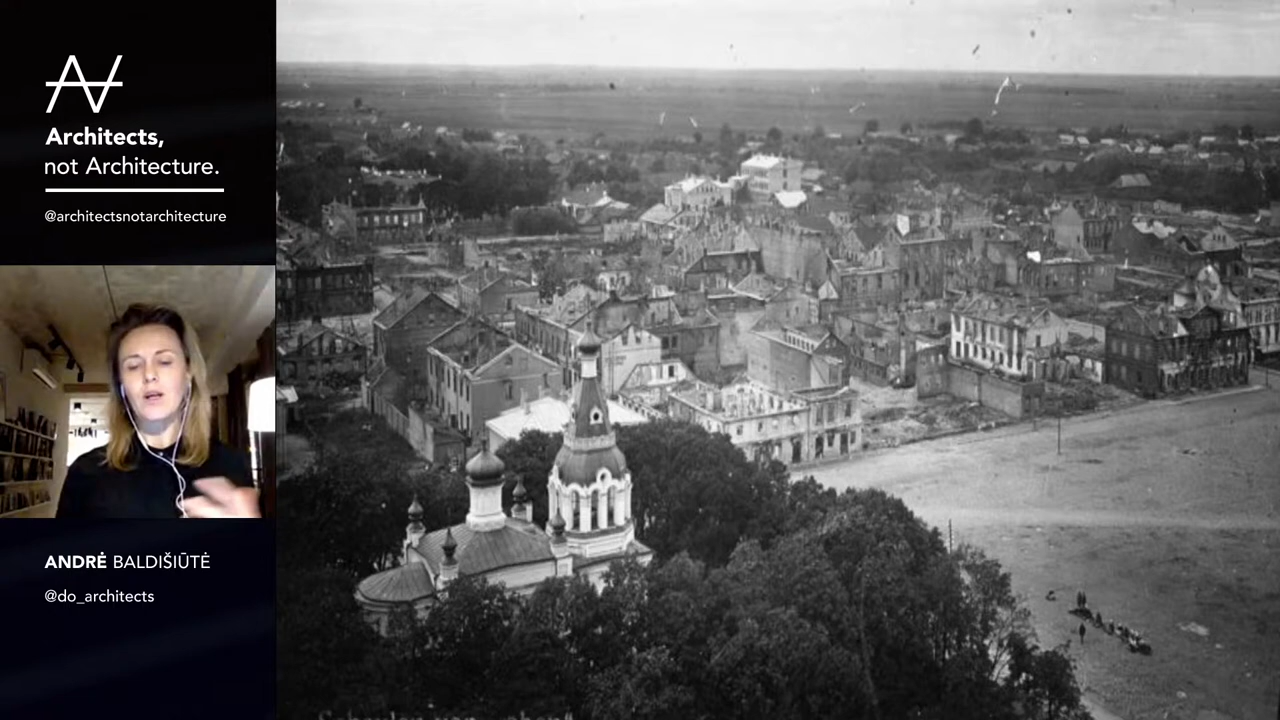 Architects,
not Architecture.
@architectsnotarchitecture
ANDRĖ BALDIŠIŪTĖ
@do_architects